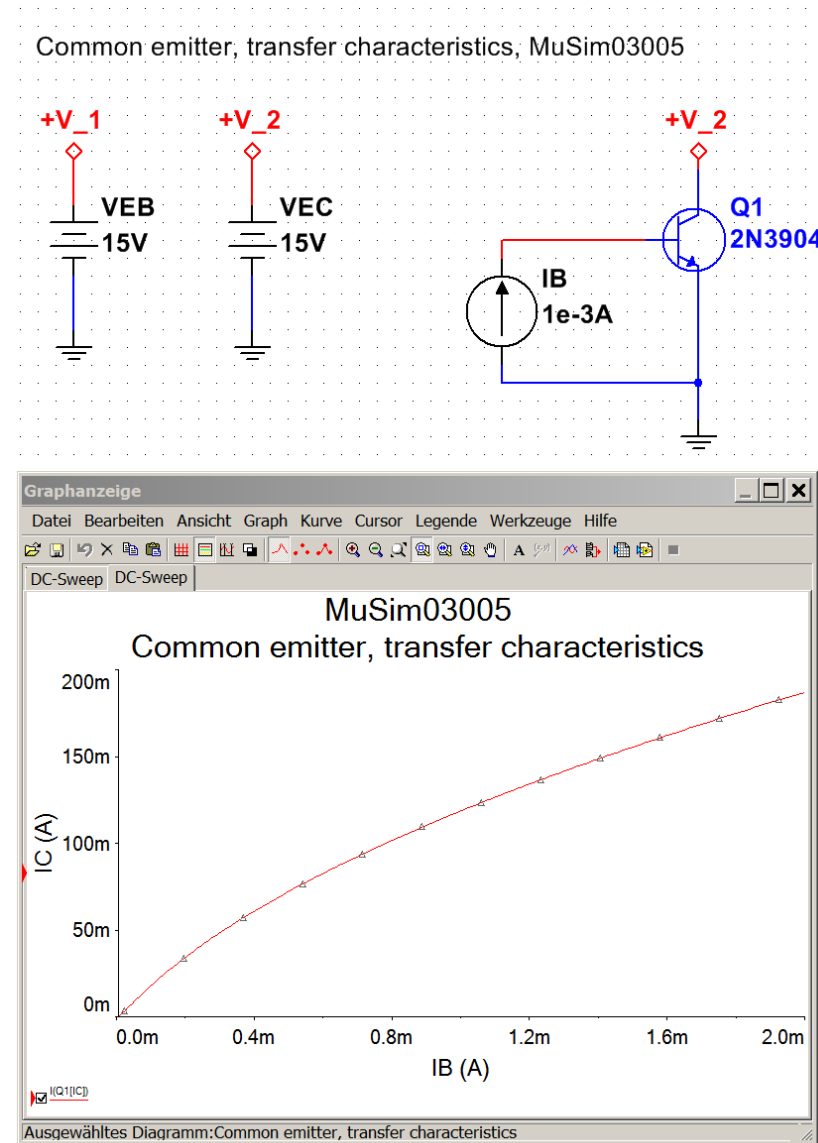 Common emitter, transfer characteristics, MuSim03005
+V_1 +V_2 +V_2
VEB VEC Q1
15V 15V 2N3904
IB
1e-3A
Graphanzeige
Datei Bearbeiten Ansicht Graph Kurve Cursor Legende Werkzeuge Hilfe
A
DC-Sweep DC-Sweep
MuSim03005
Common emitter, transfer characteristics
200m
150m
IC (A)
100m
50m
0m
0.0m 0.4m 0.8m 1.2m 1.6m 2.0m
IB (A)
I(Q1[IC])
Ausgewähltes Diagramm:Common emitter, transfer characteristics